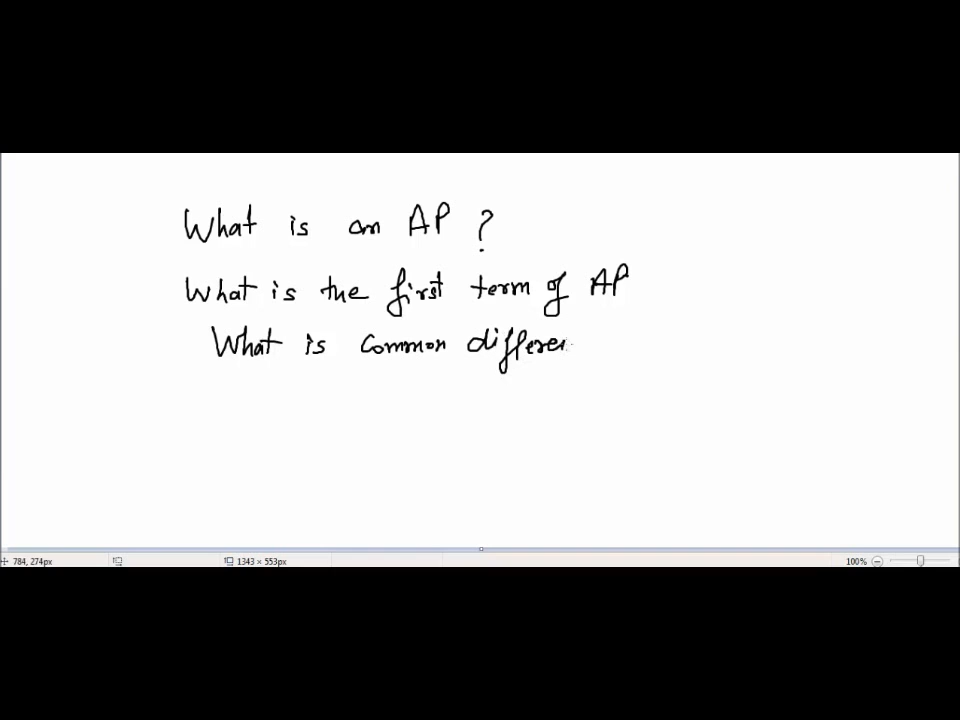 What is an AP ?
What is the first term of AP
What is common differen
784, 274px 1343 × 553px 100%